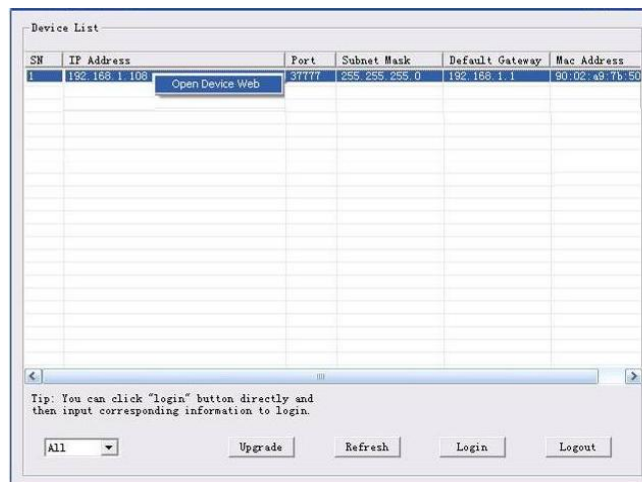 Device List
SN IP Address Port Subnet Mask Default Gateway Mac Address
1 192.168.1.108 37777 255.255.255.0 192.168.1.1 90:02:a9:7b:50
Open Device Web
Tip: You can click "login" button directly and
then input corresponding information to login.
All Upgrade Refresh Login Logout